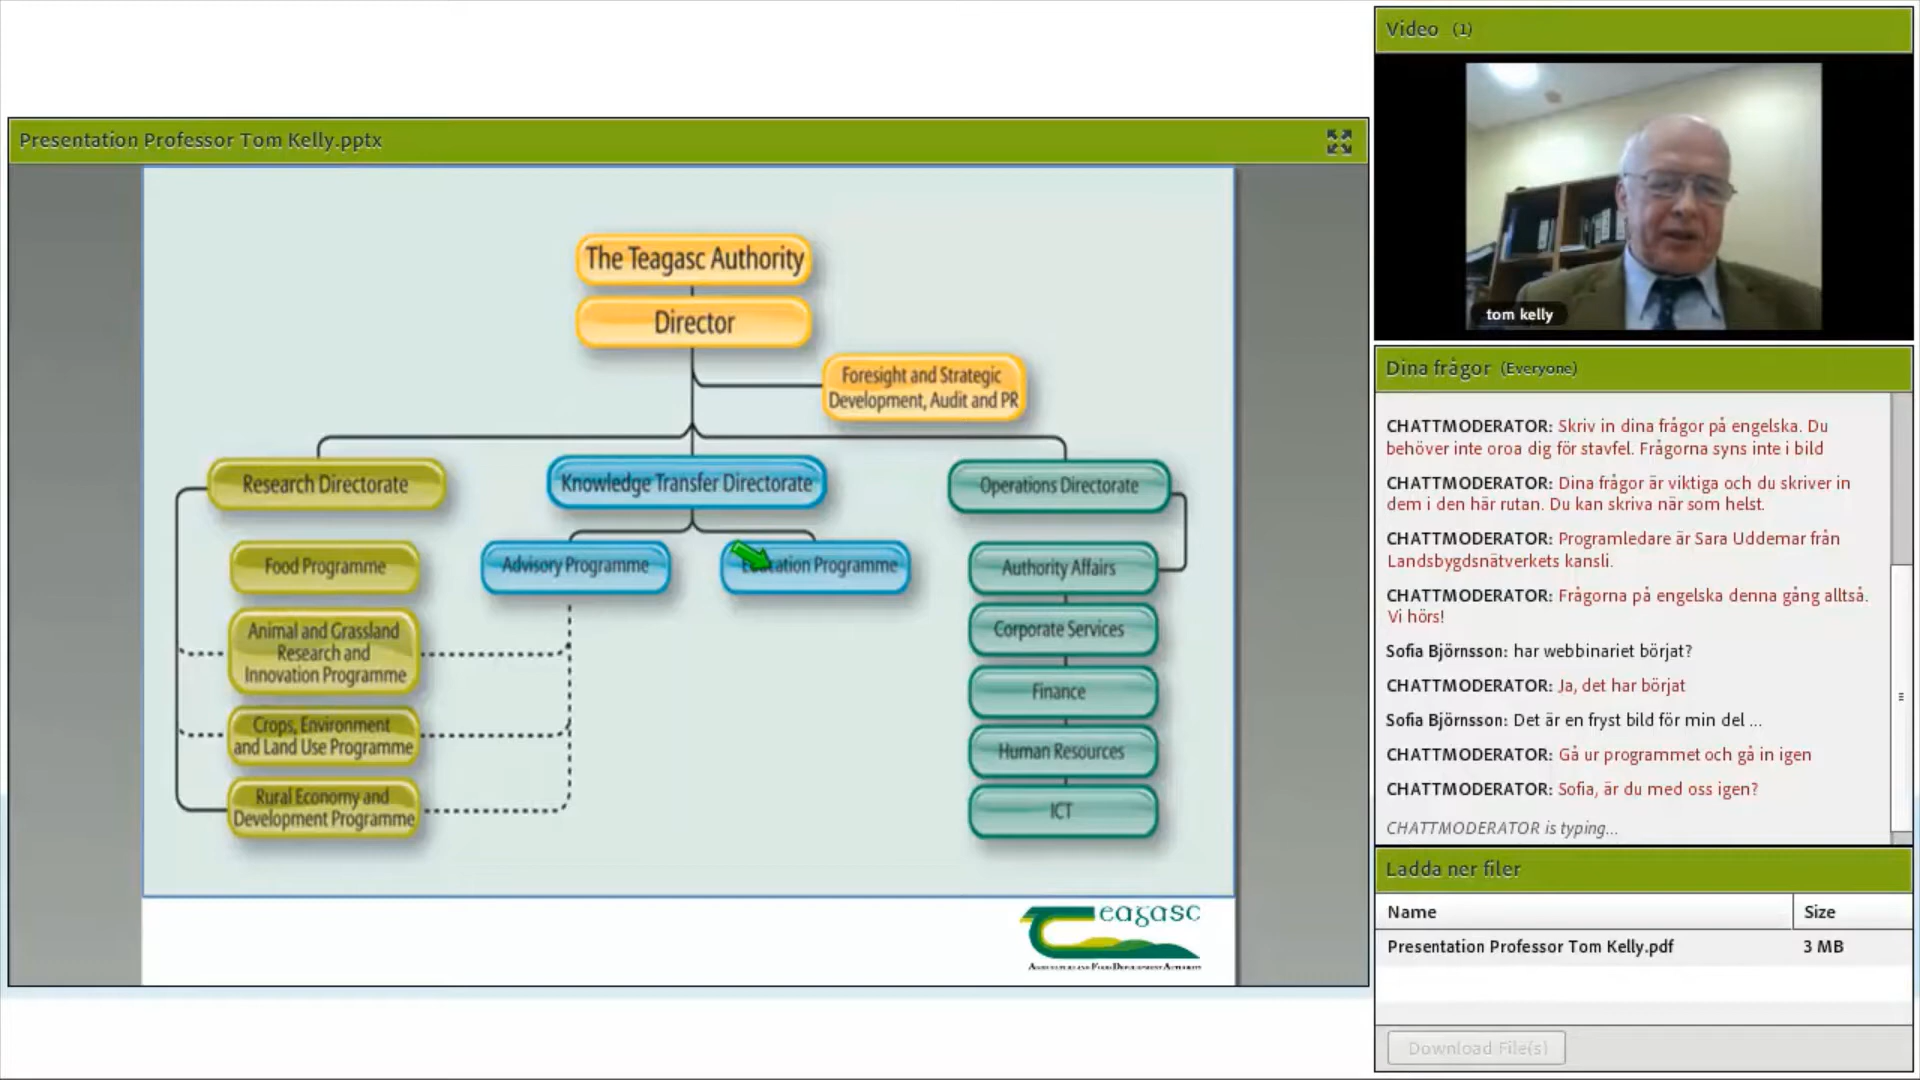 Presentation Professor Tom Kelly.pptx
The Teagasc Authority
Director
Foresight and Strategic
Development, Audit and PR
Research Directorate
Knowledge Transfer Directorate
Operations Directorate
Food Programme
Advisory Programme
Education Programme
Authority Affairs
Animal and Grassland
Research and
Innovation Programme
Corporate Services
Crops, Environment
and Land Use Programme
Finance
Human Resources
Rural Economy and
Development Programme
ICT
Teagasc
AGRICULTURE AND FOOD DEVELOPMENT AUTHORITY
Video (1)
tom kelly
Dina frågor (Everyone)
CHATTMODERATOR: Skriv in dina frågor på engelska. Du
behöver inte oroa dig för stavfel. Frågorna syns inte i bild
CHATTMODERATOR: Dina frågor är viktiga och du skriver in
dem i den här rutan. Du kan skriva när som helst.
CHATTMODERATOR: Programledare är Sara Uddemar från
Landsbygdsnätverkets kansli.
CHATTMODERATOR: Frågorna på engelska denna gång alltså.
Vi hörs!
Sofia Björnsson: har webbinariet börjat?
CHATTMODERATOR: Ja, det har börjat
Sofia Björnsson: Det är en fryst bild för min del ...
CHATTMODERATOR: Gå ur programmet och gå in igen
CHATTMODERATOR: Sofia, är du med oss igen?
CHATTMODERATOR is typing...
Ladda ner filer
Name Size
Presentation Professor Tom Kelly.pdf 3 MB
Download File(s)